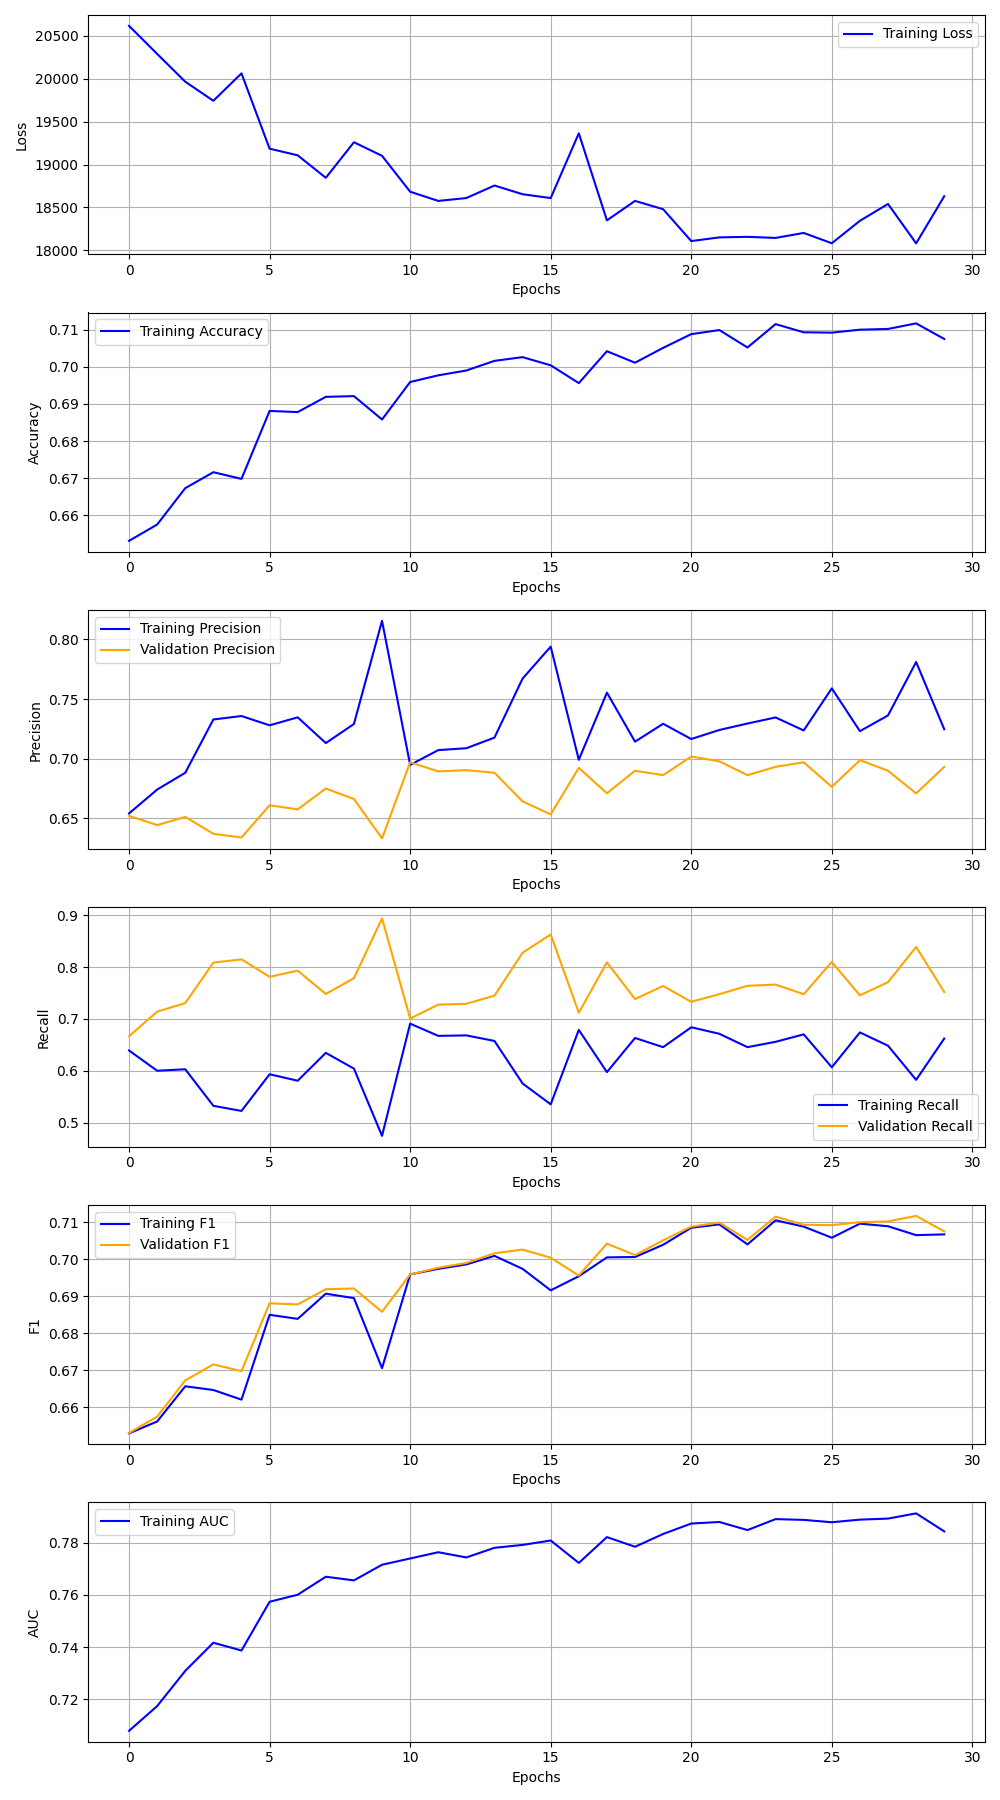 20500
20000
19500
19000
18500
18000
Loss
Training Loss
0 5 10 15 20 25 30
Epochs
0.71
0.70
0.69
0.68
0.67
0.66
Accuracy
Training Accuracy
0 5 10 15 20 25 30
Epochs
0.80
0.75
0.70
0.65
Precision
Training Precision
Validation Precision
0 5 10 15 20 25 30
Epochs
0.9
0.8
0.7
0.6
0.5
Recall
Training Recall
Validation Recall
0 5 10 15 20 25 30
Epochs
0.71
0.70
0.69
0.68
0.67
0.66
F1
Training F1
Validation F1
0 5 10 15 20 25 30
Epochs
0.78
0.76
0.74
0.72
AUC
Training AUC
0 5 10 15 20 25 30
Epochs